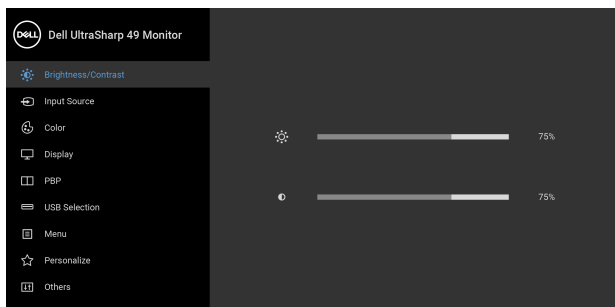 DELL
Dell UltraSharp 49 Monitor
Brightness/Contrast
Input Source
Color
Display
PBP
USB Selection
Menu
Personalize
Others
75%
75%